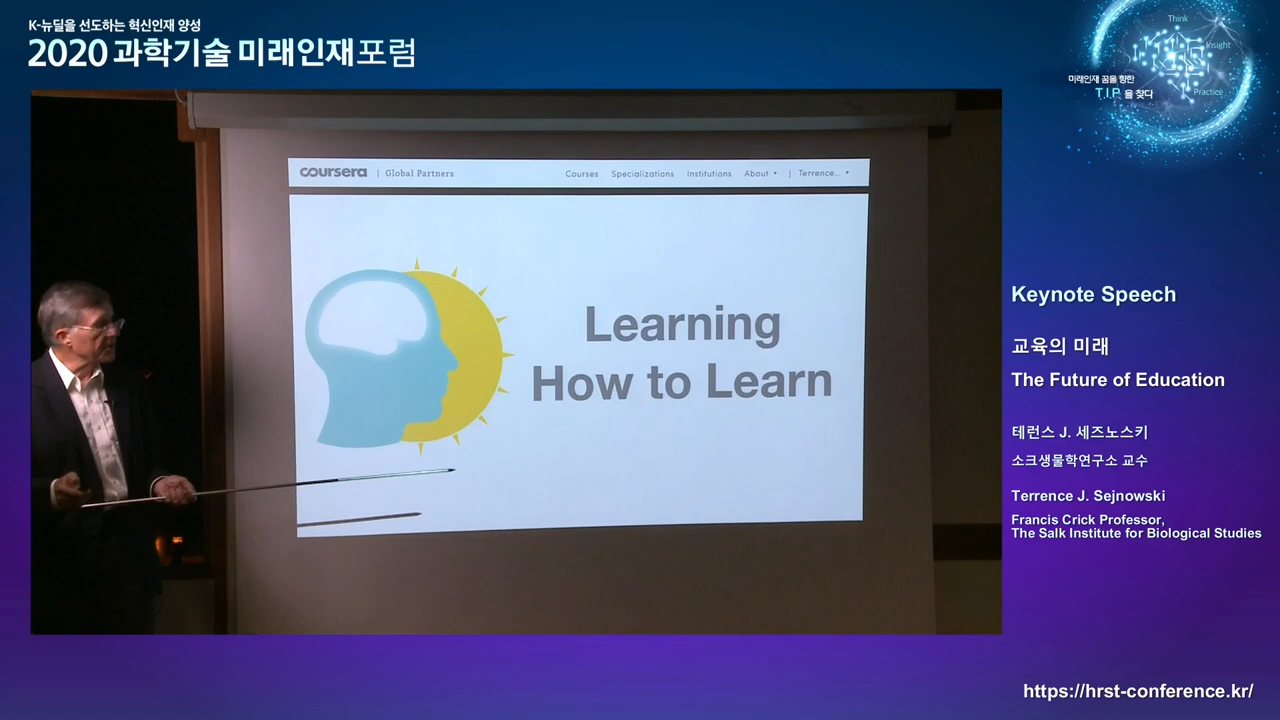 K-뉴딜을 선도하는 혁신인재 양성
2020 과학기술 미래인재포럼
Think
Insight
미래인재 꿈을 향한
T.I.P 을 찾다
Practice
coursera | Global Partners
Courses Specializations Institutions About | Terrence...
Learning
How to Learn
Keynote Speech
교육의 미래
The Future of Education
테런스 J. 세즈노스키
소크생물학연구소 교수
Terrence J. Sejnowski
Francis Crick Professor,
The Salk Institute for Biological Studies
https://hrst-conference.kr/